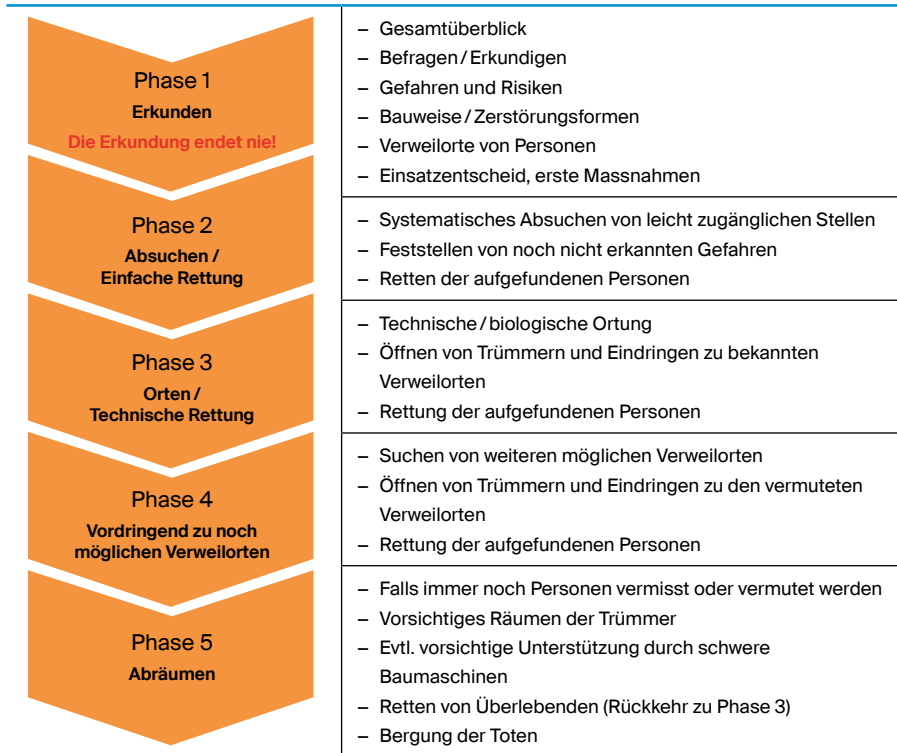 Phase 1
Erkunden
Die Erkundung endet nie!
– Gesamtüberblick
– Befragen / Erkundigen
– Gefahren und Risiken
– Bauweise / Zerstörungsformen
– Verweilorte von Personen
– Einsatzentscheid, erste Massnahmen
Phase 2
Absuchen /
Einfache Rettung
– Systematisches Absuchen von leicht zugänglichen Stellen
– Feststellen von noch nicht erkannten Gefahren
– Retten der aufgefundenen Personen
Phase 3
Orten /
Technische Rettung
– Technische / biologische Ortung
– Öffnen von Trümmern und Eindringen zu bekannten
Verweilorten
– Rettung der aufgefundenen Personen
Phase 4
Vordringend zu noch
möglichen Verweilorten
– Suchen von weiteren möglichen Verweilorten
– Öffnen von Trümmern und Eindringen zu den vermuteten
Verweilorten
– Rettung der aufgefundenen Personen
Phase 5
Abräumen
– Falls immer noch Personen vermisst oder vermutet werden
– Vorsichtiges Räumen der Trümmer
– Evtl. vorsichtige Unterstützung durch schwere
Baumaschinen
– Retten von Überlebenden (Rückkehr zu Phase 3)
– Bergung der Toten